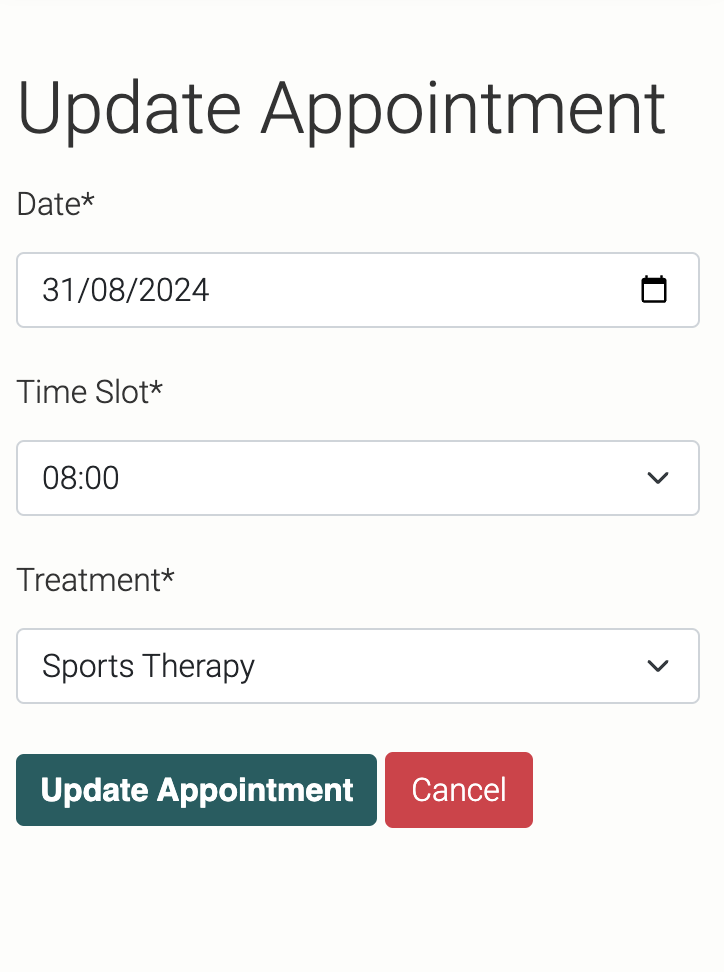 Update Appointment
Date*
31/08/2024
Time Slot*
08:00
Treatment*
Sports Therapy
Update Appointment Cancel